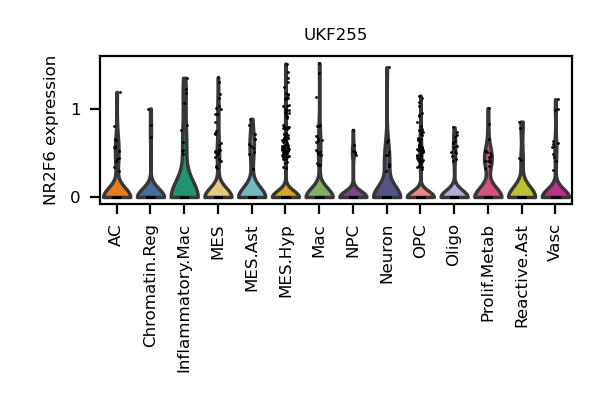 UKF255
NR2F6 expression
1
0
AC
Chromatin.Reg
Inflammatory.Mac
MES
MES.Ast
MES.Hyp
Mac
NPC
Neuron
OPC
Oligo
Prolif.Metab
Reactive.Ast
Vasc